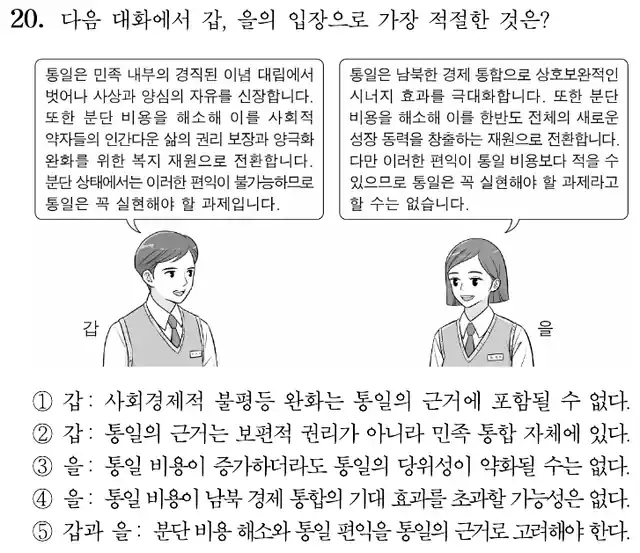 20. 다음 대화에서 갑, 을의 입장으로 가장 적절한 것은?
통일은 민족 내부의 경직된 이념 대립에서
벗어나 사상과 양심의 자유를 신장합니다.
또한 분단 비용을 해소해 이를 사회적
약자들의 인간다운 삶의 권리 보장과 양극화
완화를 위한 복지 재원으로 전환합니다.
분단 상태에서는 이러한 편익이 불가능하므로
통일은 꼭 실현해야 할 과제입니다.
통일은 남북한 경제 통합으로 상호보완적인
시너지 효과를 극대화합니다. 또한 분단
비용을 해소해 이를 한반도 전체의 새로운
성장 동력을 창출하는 재원으로 전환합니다.
다만 이러한 편익이 통일 비용보다 적을 수
있으므로 통일은 꼭 실현해야 할 과제라고
할 수는 없습니다.
갑
을
① 갑: 사회경제적 불평등 완화는 통일의 근거에 포함될 수 없다.
② 갑: 통일의 근거는 보편적 권리가 아니라 민족 통합 자체에 있다.
③ 을: 통일 비용이 증가하더라도 통일의 당위성이 약화될 수는 없다.
④ 을: 통일 비용이 남북 경제 통합의 기대 효과를 초과할 가능성은 없다.
⑤ 갑과 을: 분단 비용 해소와 통일 편익을 통일의 근거로 고려해야 한다.